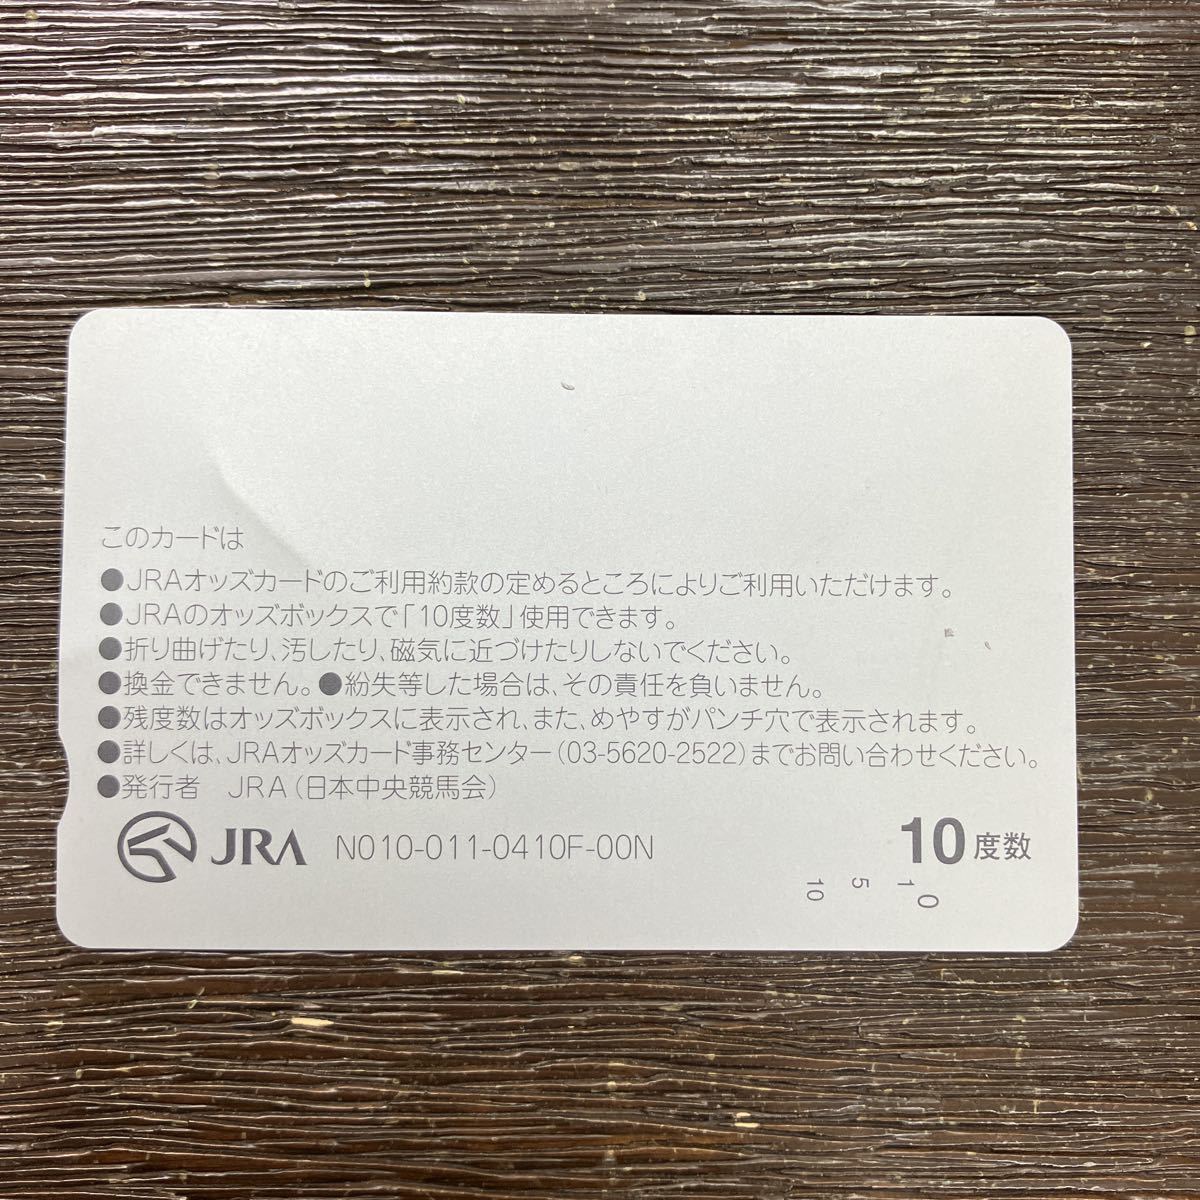 このカードは
●JRAオッズカードのご利用約款の定めるところによりご利用いただけます。
●JRAのオッズボックスで「10度数」使用できます。
●折り曲げたり、汚したり、磁気に近づけたりしないでください。
●換金できません。●紛失等した場合は、その責任を負いません。
●残度数はオッズボックスに表示され、また、めやすがパンチ穴で表示されます。
●詳しくは、JRAオッズカード事務センター(03-5620-2522)までお問い合わせください。
●発行者 JRA(日本中央競馬会)
JRA N010-011-0410F-00N 10度数
10 5 1 0